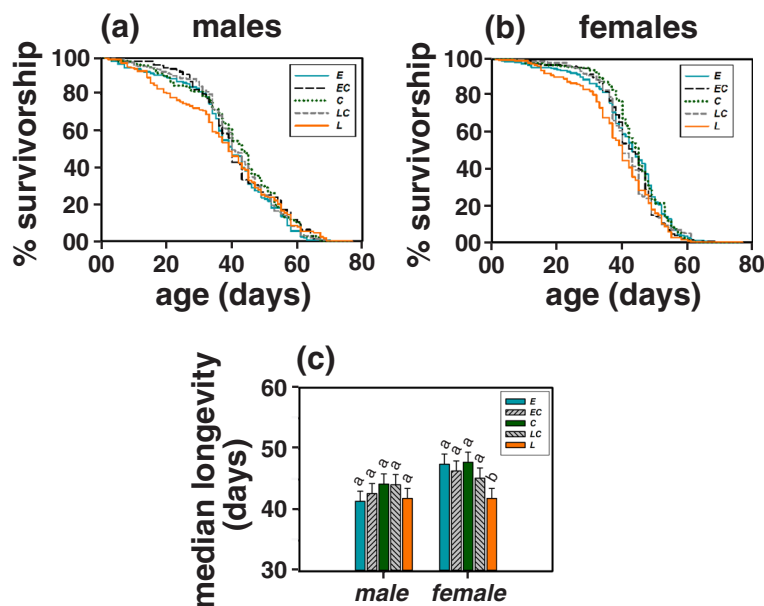 (a) males
100
80
60
40
20
00
% survivorship
00 20 40 60 80
age (days)
E
EC
C
LC
L
(b) females
100
80
60
40
20
00
% survivorship
00 20 40 60 80
age (days)
E
EC
C
LC
L
(c)
60
50
40
30
median longevity
(days)
a a a a a
a a a a b
male female
E
EC
C
LC
L